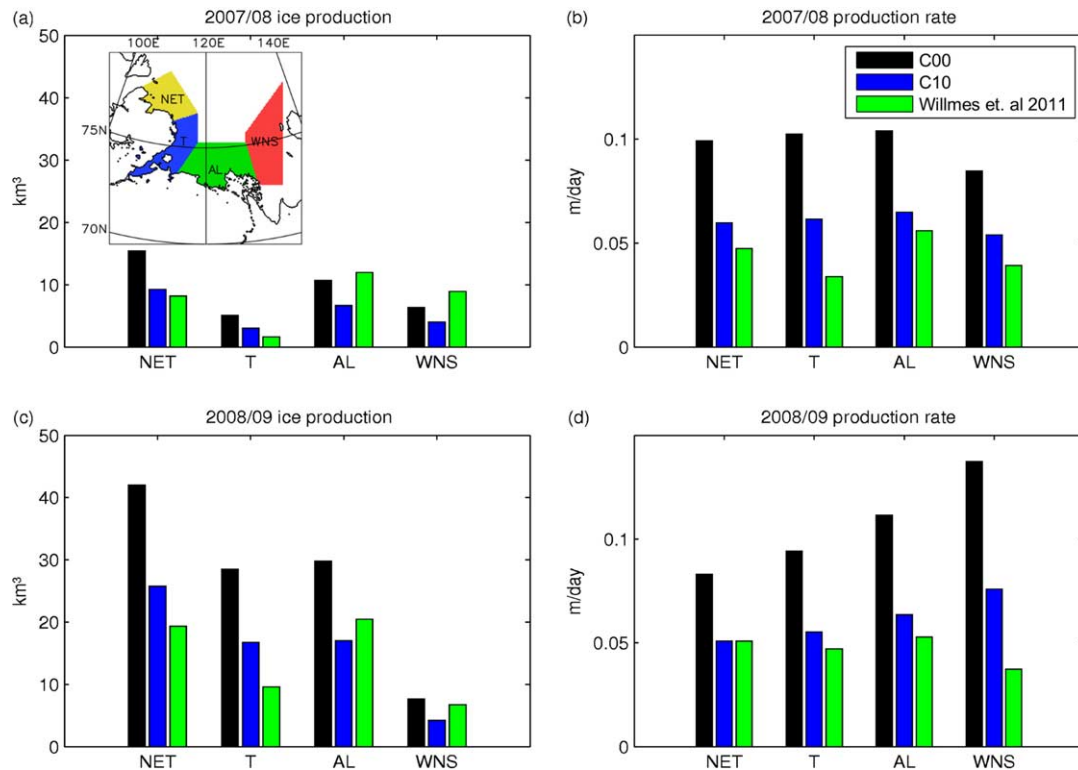 (a) 2007/08 ice production
50
40
30
20
10
0
km³
100E 120E 140E
75N
70N
NET
T
AL
WNS
NET T AL WNS
(b) 2007/08 production rate
0.1
0.05
0
m/day
C00
C10
Willmes et. al 2011
NET T AL WNS
(c) 2008/09 ice production
50
40
30
20
10
0
km³
NET T AL WNS
(d) 2008/09 production rate
0.1
0.05
0
m/day
NET T AL WNS